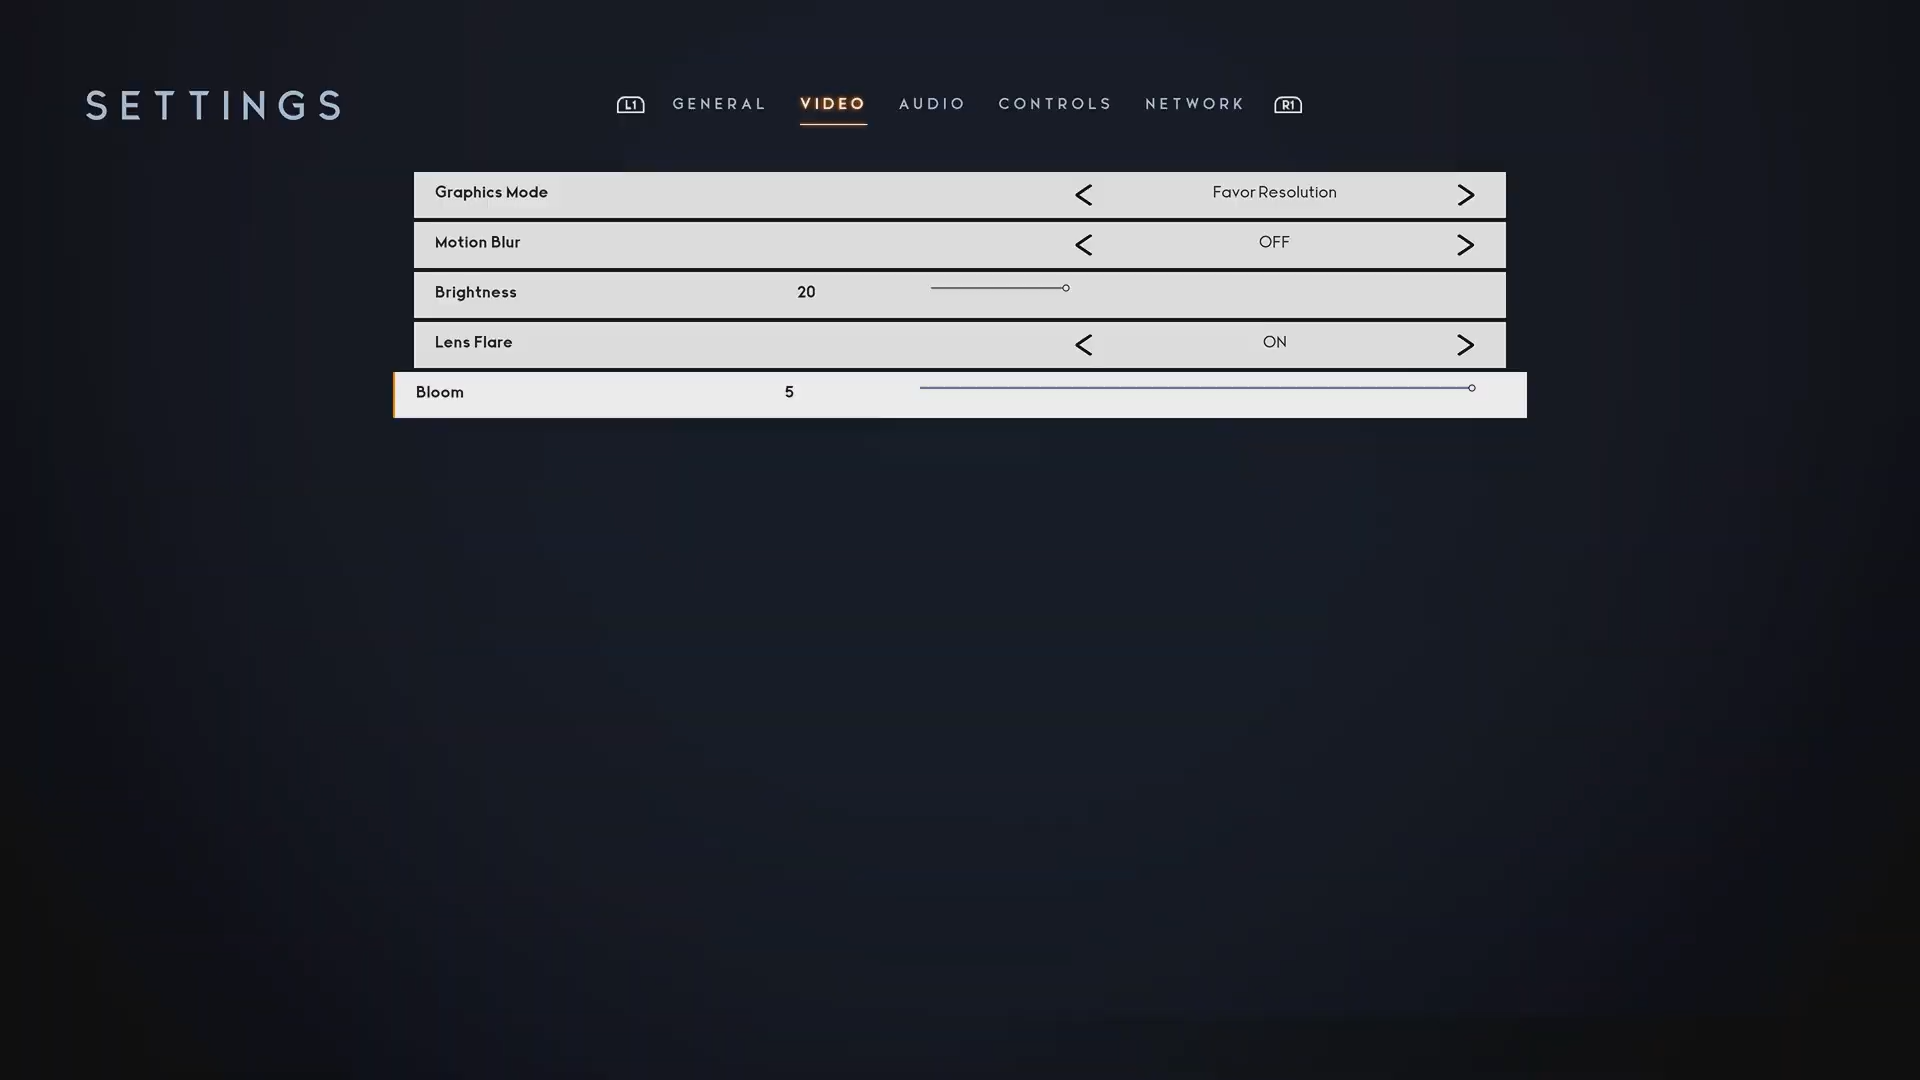 SETTINGS
L1 GENERAL VIDEO AUDIO CONTROLS NETWORK R1
Graphics Mode Favor Resolution
Motion Blur OFF
Brightness 20
Lens Flare ON
Bloom 5